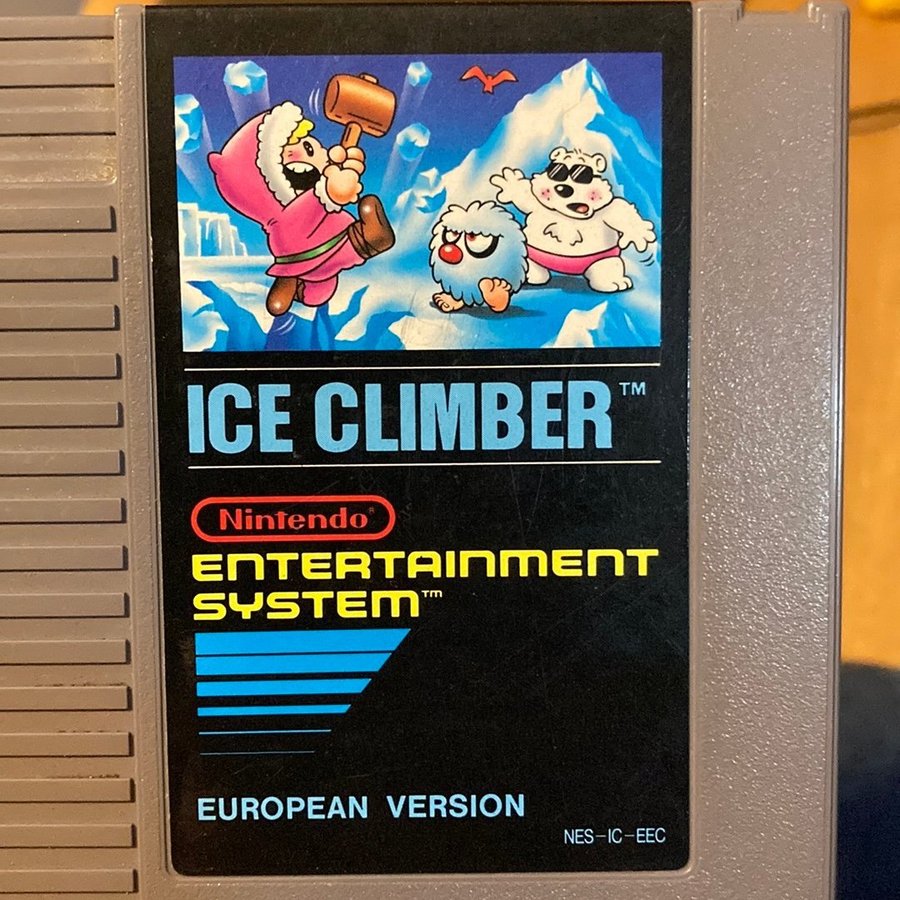 ICE CLIMBER™
Nintendo®
ENTERTAINMENT
SYSTEM™
EUROPEAN VERSION
NES-IC-EEC